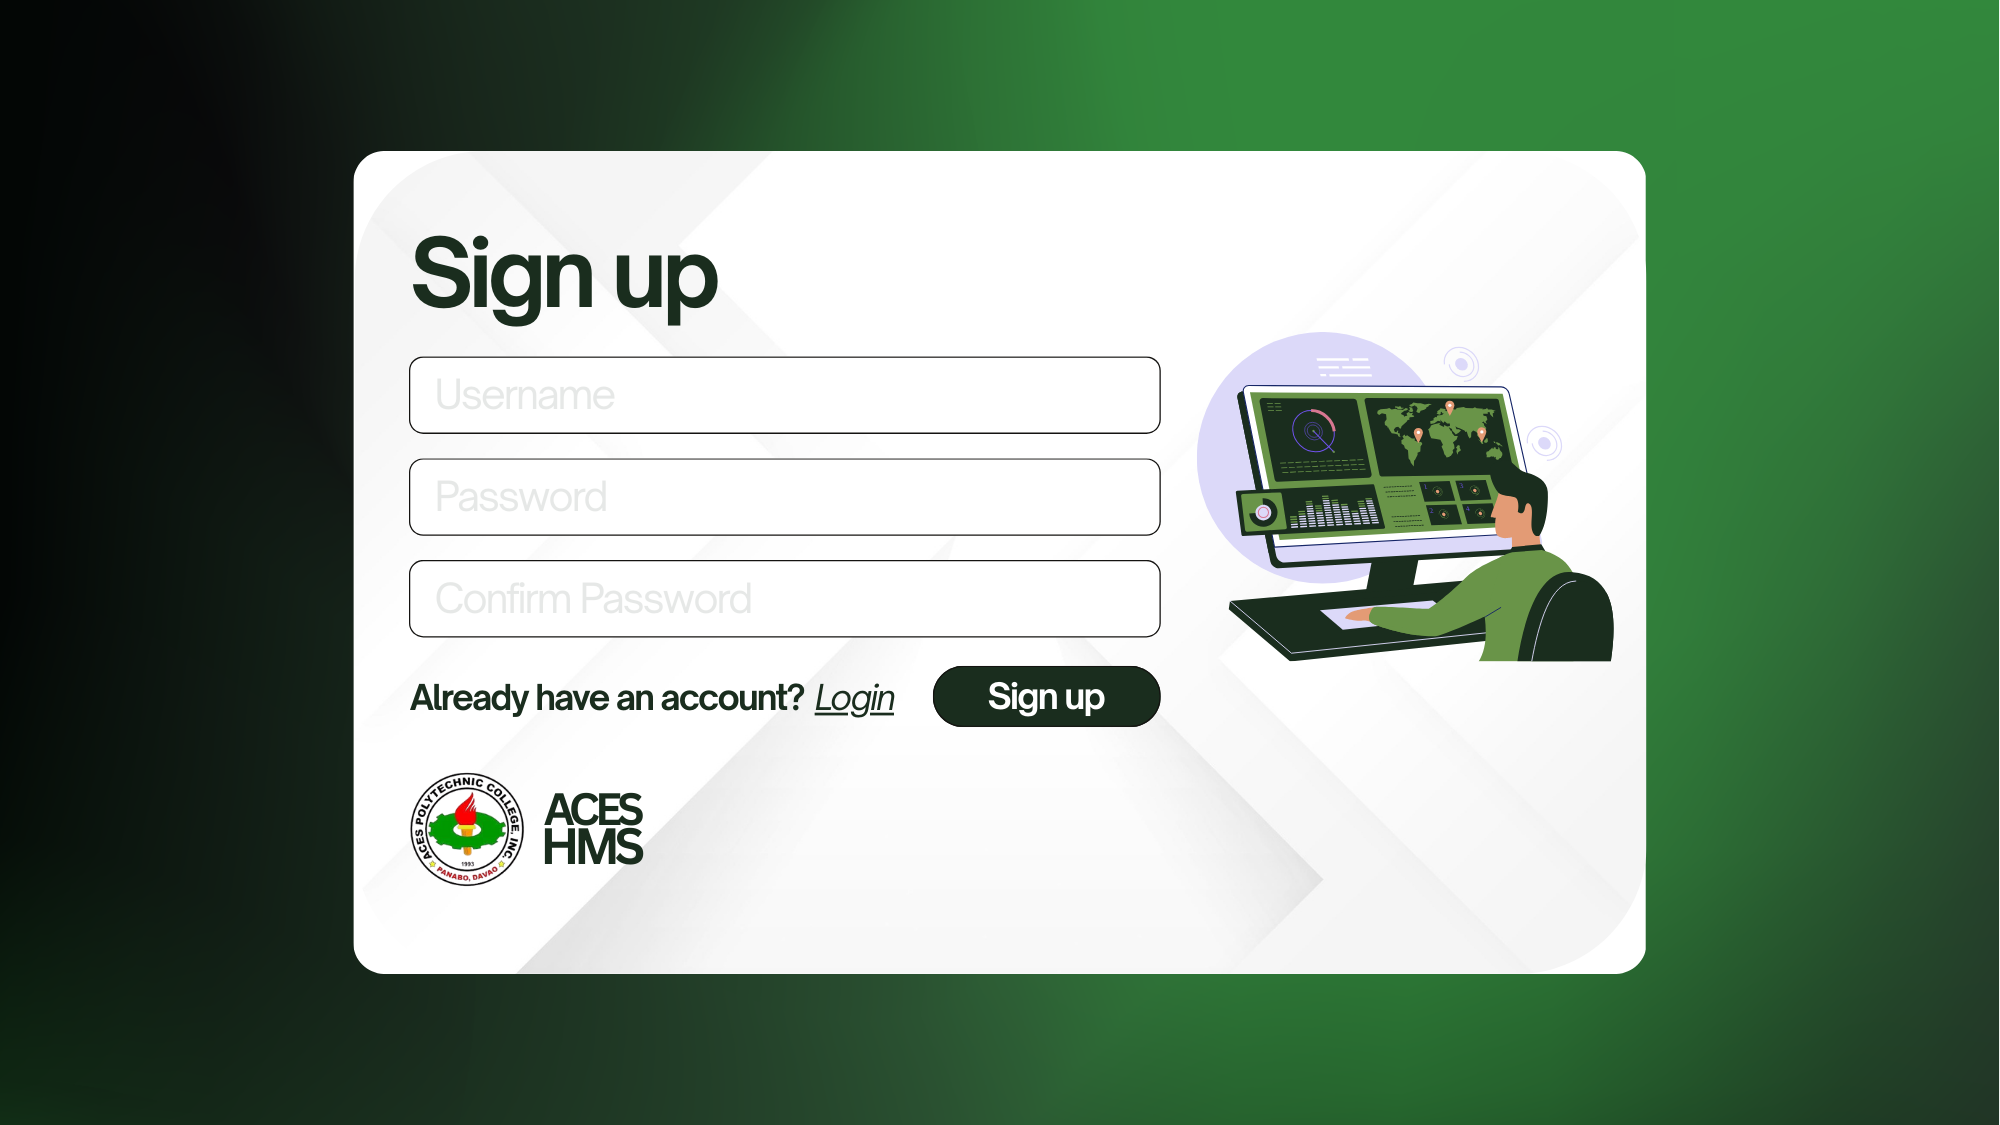 Sign up
Username
Password
Confirm Password
Already have an account? Login
Sign up
ACES POLYTECHNIC COLLEGE, INC.
1993
PANABO, DAVAO
ACES
HMS